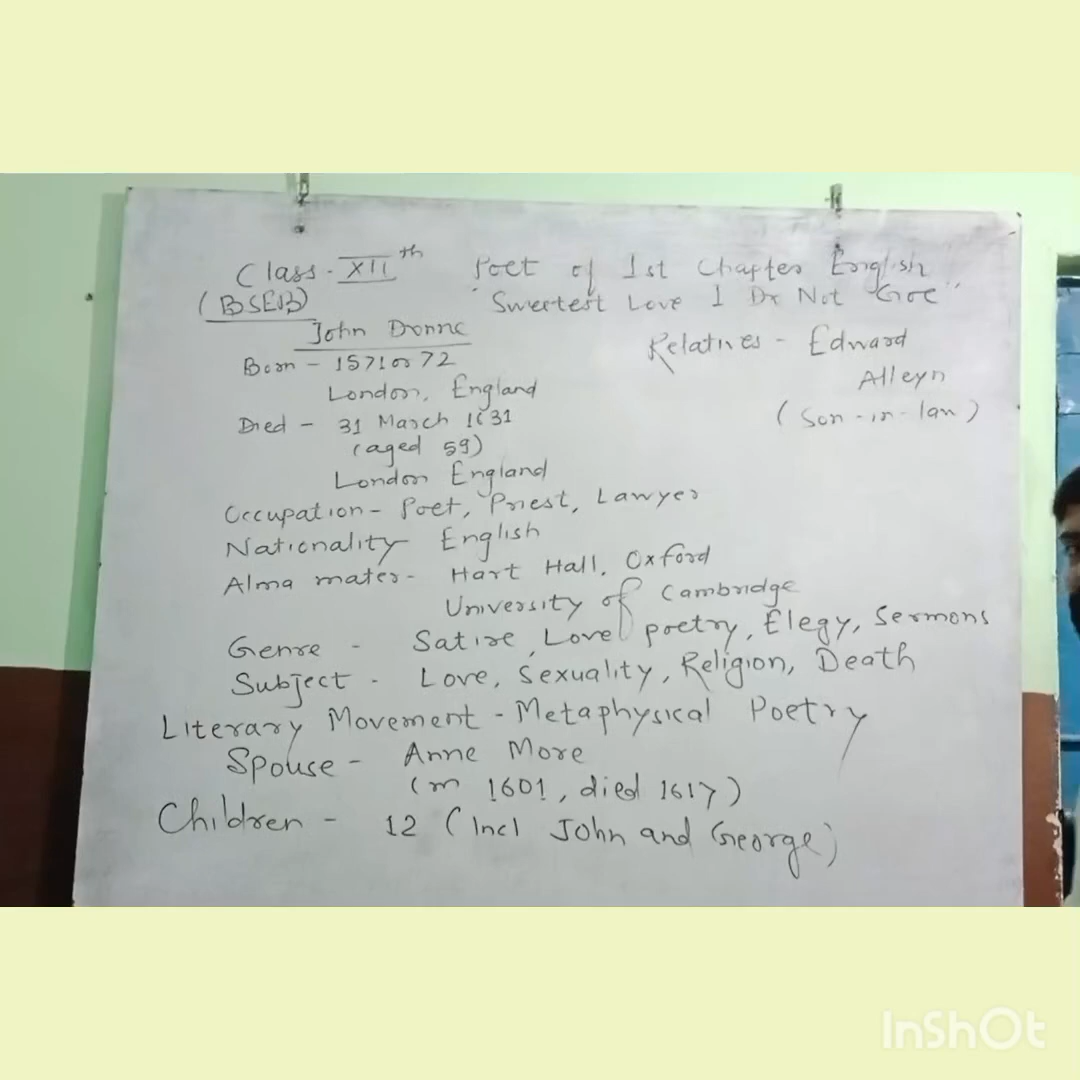 Class - XIIth Poet of 1st Chapter English
(BSEB) "Sweetest Love I Do Not Goe"
John Donne
Born - 1571 or 72
London, England
Died - 31 March 1631
(aged 59)
London England
Occupation - Poet, Priest, Lawyer
Nationality English
Alma mater - Hart Hall, Oxford
University of Cambridge
Genre - Satire, Love poetry, Elegy, Sermons
Subject - Love, Sexuality, Religion, Death
Literary Movement - Metaphysical Poetry
Spouse - Anne More
(m 1601, died 1617)
Children - 12 (Incl John and George)
Relatives - Edward
Alleyn
(Son-in-law)
InShOt